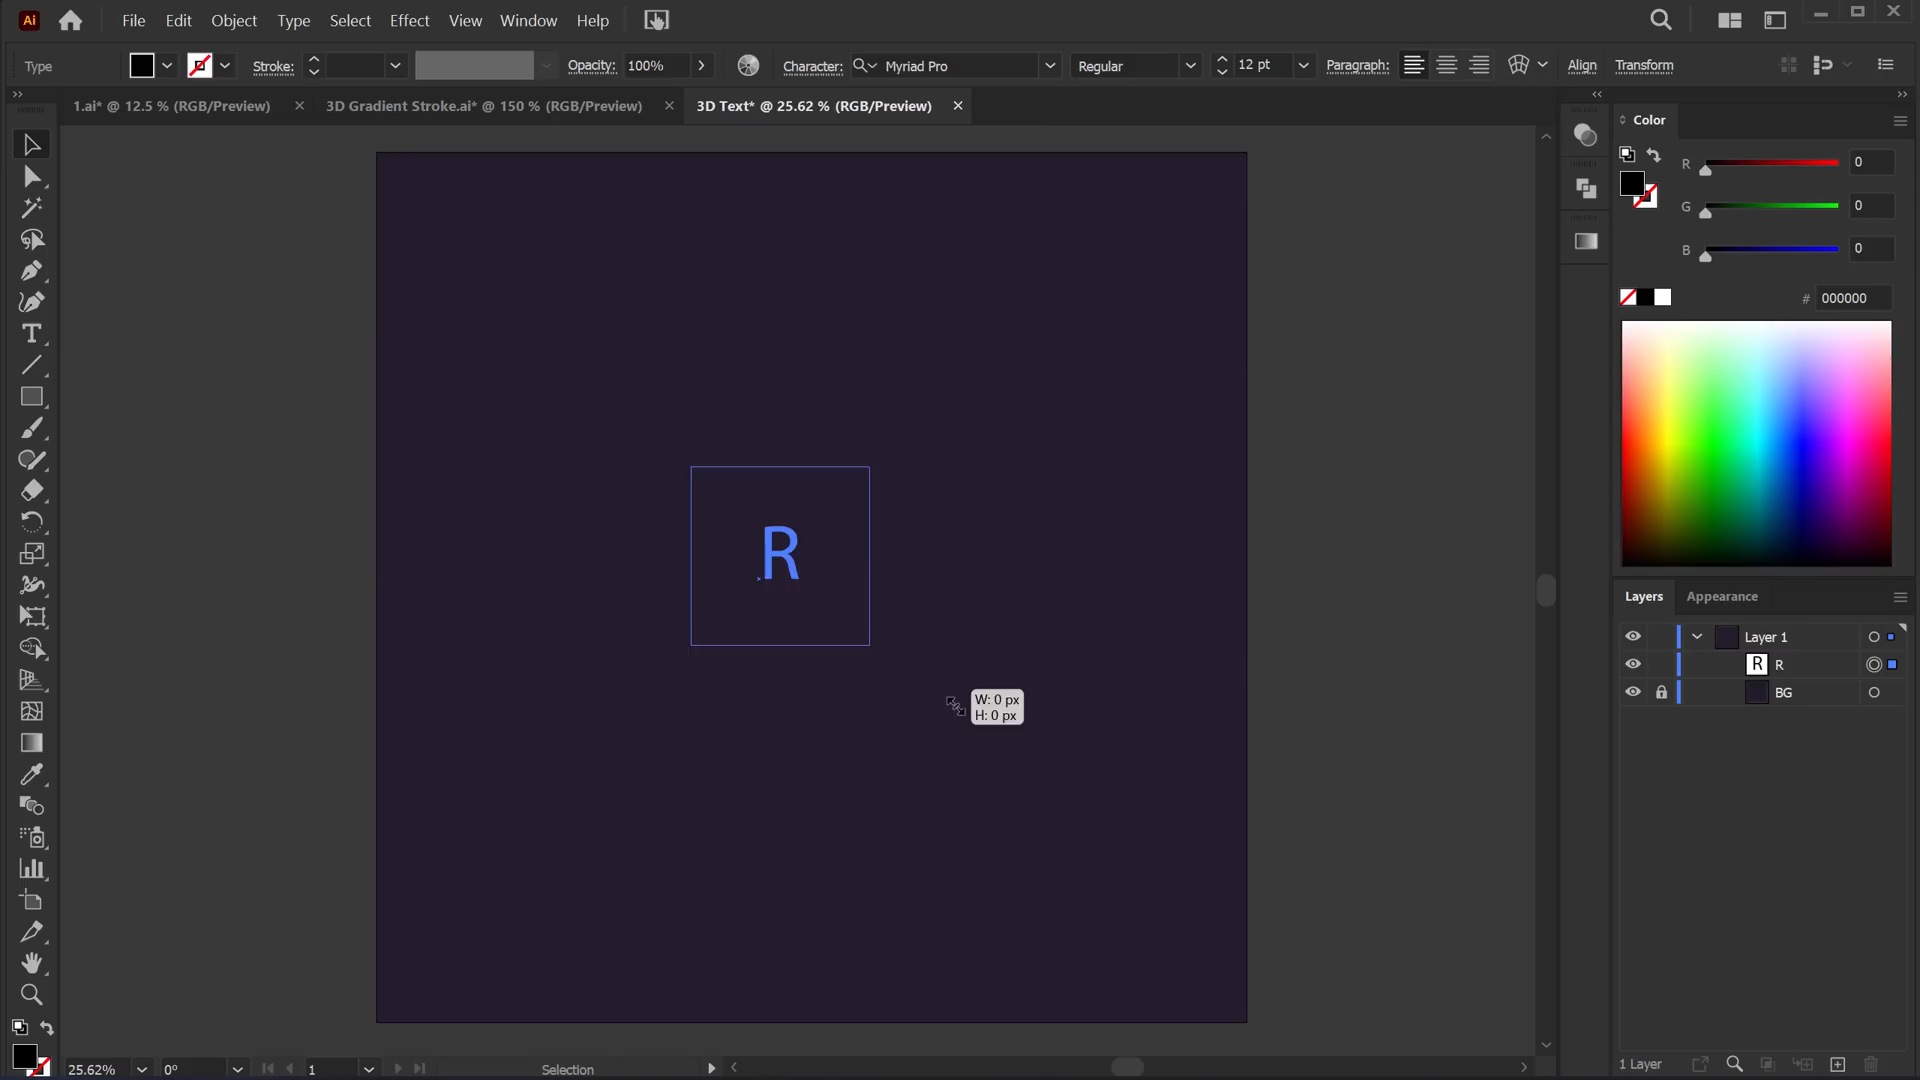 Ai File Edit Object Type Select Effect View Window Help
Type Stroke: Opacity: 100% Character: Myriad Pro Regular 12 pt Paragraph: Align Transform
1.ai* @ 12.5 % (RGB/Preview) 3D Gradient Stroke.ai* @ 150 % (RGB/Preview) 3D Text* @ 25.62 % (RGB/Preview)
Color
R 0
G 0
B 0
# 000000
R
W: 0 px
H: 0 px
Layers Appearance
Layer 1
R R
BG
1 Layer
25.62% 0° 1 Selection